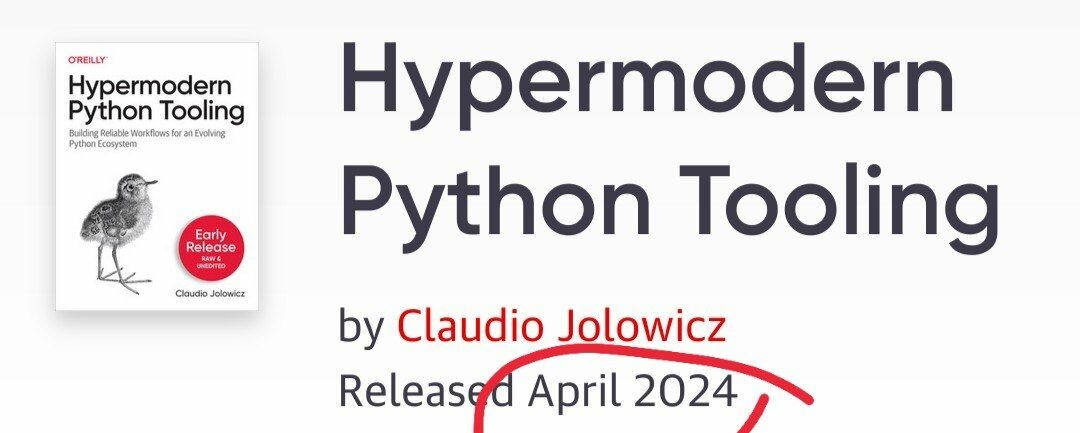 O'REILLY
Hypermodern
Python Tooling
Building Reliable Workflows for an Evolving
Python Ecosystem
Early
Release
RAW &
UNEDITED
Claudio Jolowicz
Hypermodern
Python Tooling
by Claudio Jolowicz
Released April 2024